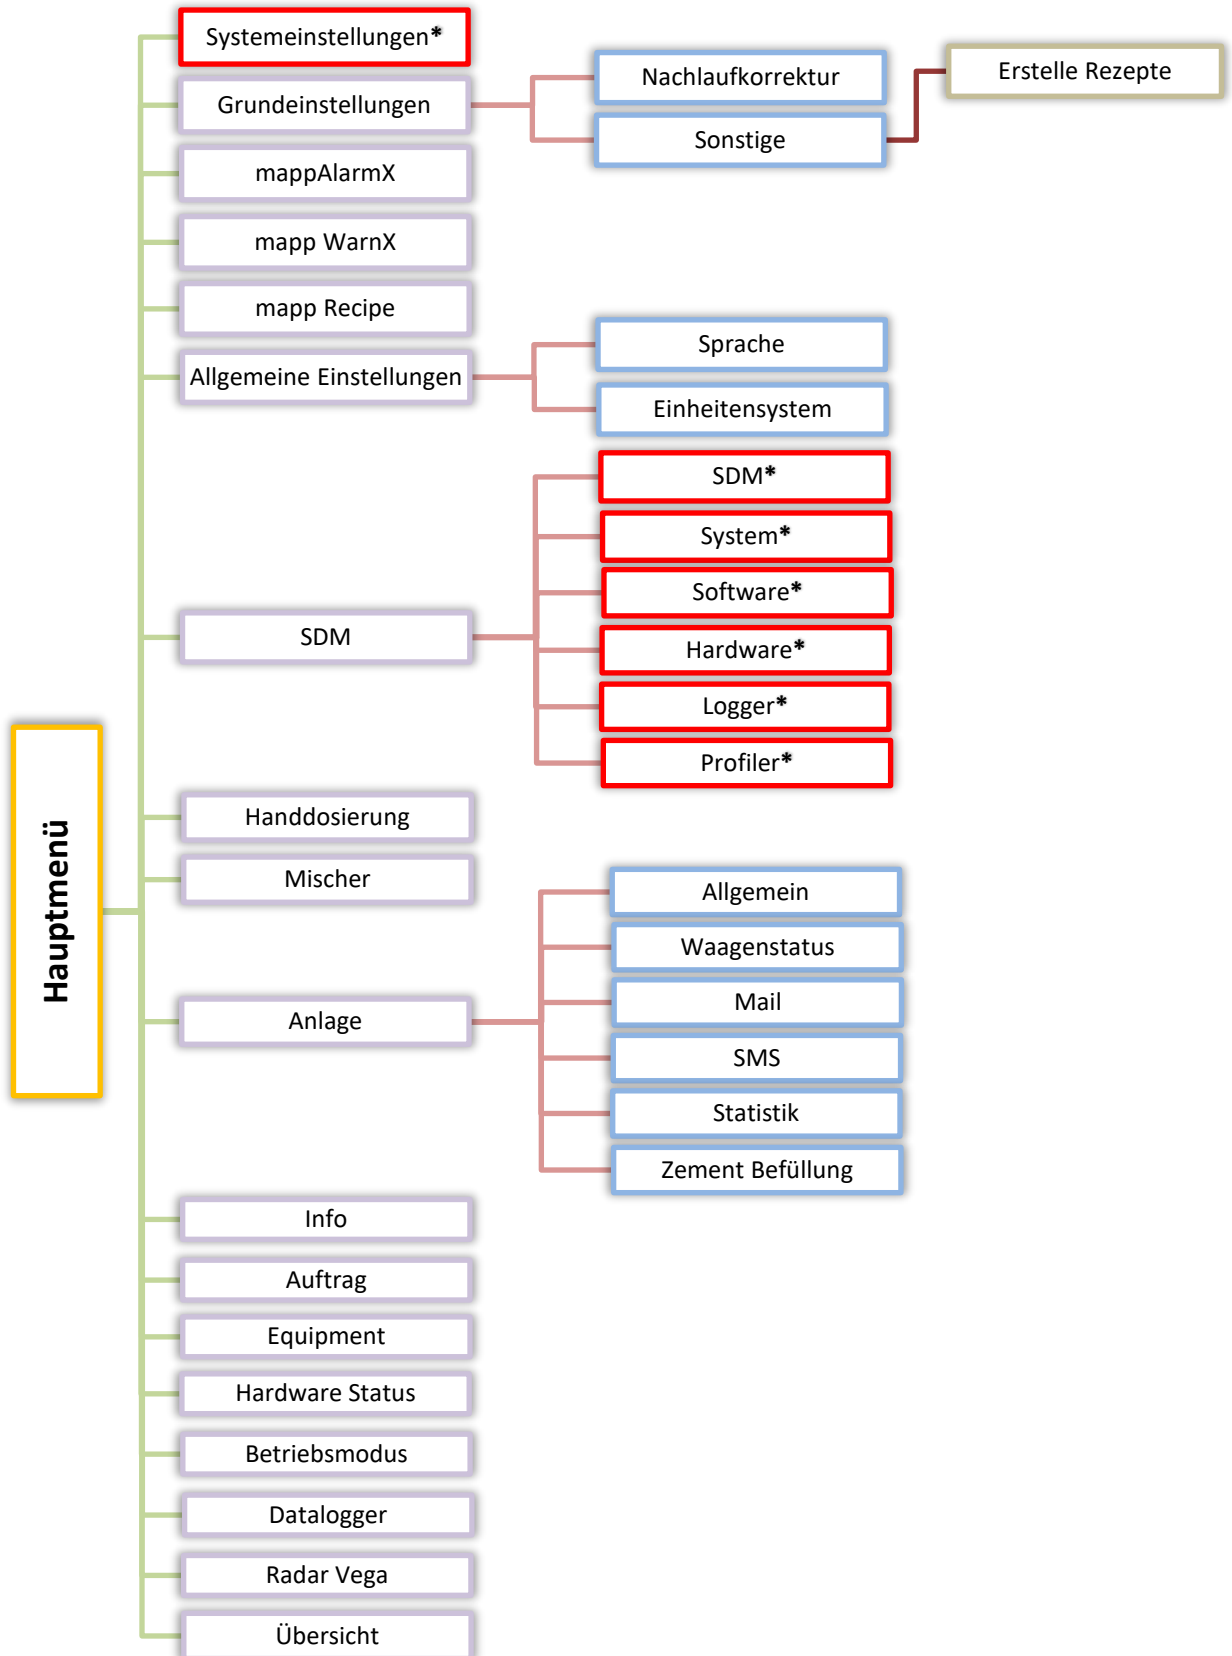 Systemeinstellungen*
Grundeinstellungen
Nachlaufkorrektur
Sonstige
Erstelle Rezepte
mappAlarmX
mapp WarnX
mapp Recipe
Allgemeine Einstellungen
Sprache
Einheitensystem
SDM
SDM*
System*
Software*
Hardware*
Logger*
Profiler*
Hauptmenü
Handdosierung
Mischer
Anlage
Allgemein
Waagenstatus
Mail
SMS
Statistik
Zement Befüllung
Info
Auftrag
Equipment
Hardware Status
Betriebsmodus
Datalogger
Radar Vega
Übersicht